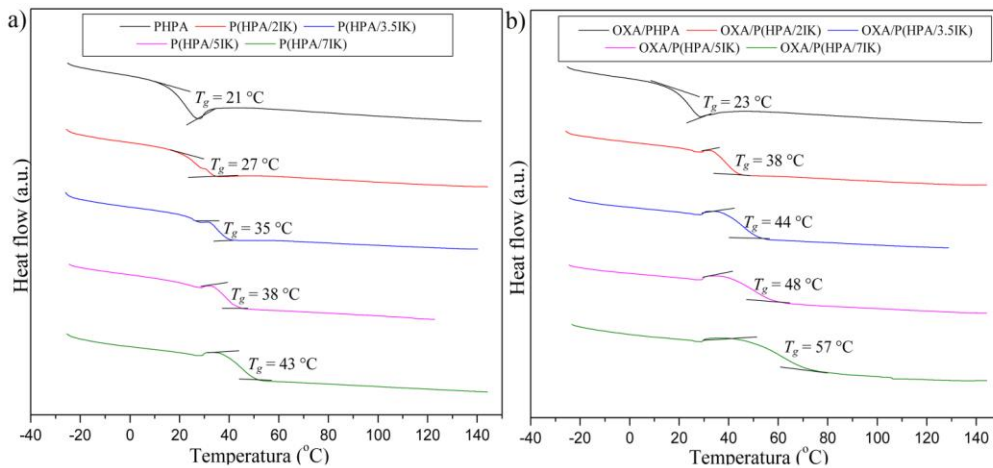 a)
PHPA P(HPA/2IK) P(HPA/3.5IK)
P(HPA/5IK) P(HPA/7IK)
Tg = 21 °C
Tg = 27 °C
Tg = 35 °C
Tg = 38 °C
Tg = 43 °C
Heat flow (a.u.)
-40 -20 0 20 40 60 80 100 120 140
Temperatura (°C)
b)
OXA/PHPA OXA/P(HPA/2IK) OXA/P(HPA/3.5IK)
OXA/P(HPA/5IK) OXA/P(HPA/7IK)
Tg = 23 °C
Tg = 38 °C
Tg = 44 °C
Tg = 48 °C
Tg = 57 °C
Heat flow (a.u.)
-40 -20 0 20 40 60 80 100 120 140
Temperatura (°C)